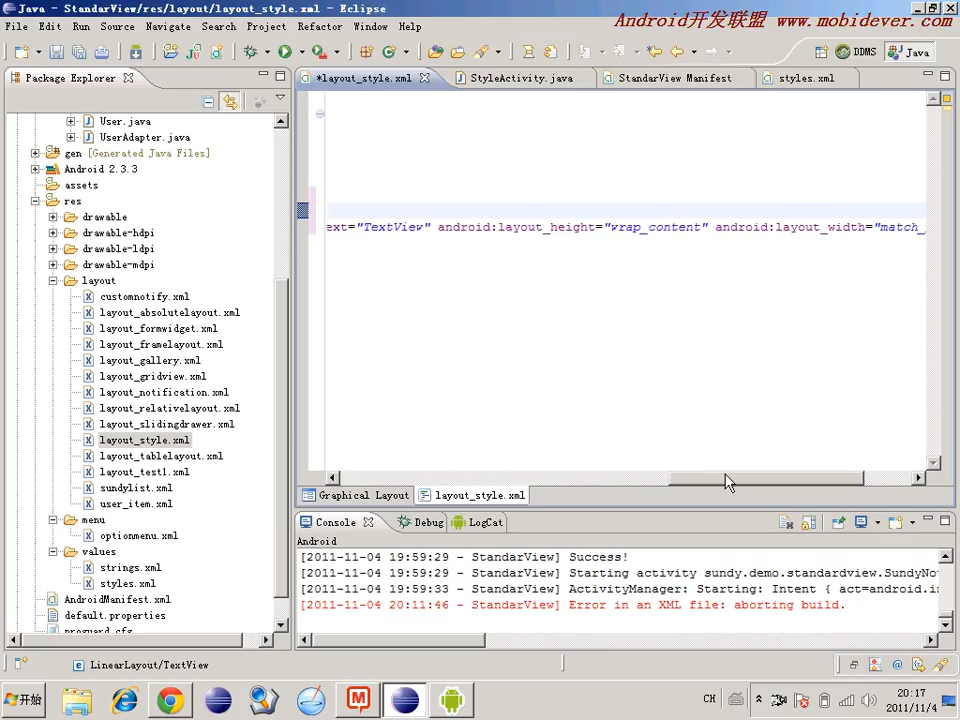 Java - StandarView/res/layout/layout_style.xml - Eclipse
Android开发联盟 www.mobidever.com
File Edit Run Source Navigate Search Project Refactor Window Help
DDMS
Java
Package Explorer
*layout_style.xml
StyleActivity.java
StandarView Manifest
styles.xml
User.java
UserAdapter.java
gen [Generated Java Files]
Android 2.3.3
assets
res
drawable
drawable-hdpi
drawable-ldpi
drawable-mdpi
layout
customnotify.xml
layout_absolutelayout.xml
layout_formwidget.xml
layout_framelayout.xml
layout_gallery.xml
layout_gridview.xml
layout_notification.xml
layout_relativelayout.xml
layout_slidingdrawer.xml
layout_style.xml
layout_tablelayout.xml
layout_test1.xml
sundylist.xml
user_item.xml
menu
optionmenu.xml
values
strings.xml
styles.xml
AndroidManifest.xml
default.properties
proguard.cfg
ext="TextView" android:layout_height="wrap_content" android:layout_width="match_
Graphical Layout
layout_style.xml
Console
Debug
LogCat
Android
[2011-11-04 19:59:29 - StandarView] Success!
[2011-11-04 19:59:29 - StandarView] Starting activity sundy.demo.standardview.SundyNo
[2011-11-04 19:59:33 - StandarView] ActivityManager: Starting: Intent { act=android.in
[2011-11-04 20:11:46 - StandarView] Error in an XML file: aborting build.
LinearLayout/TextView
开始
CH
20:17
2011/11/4